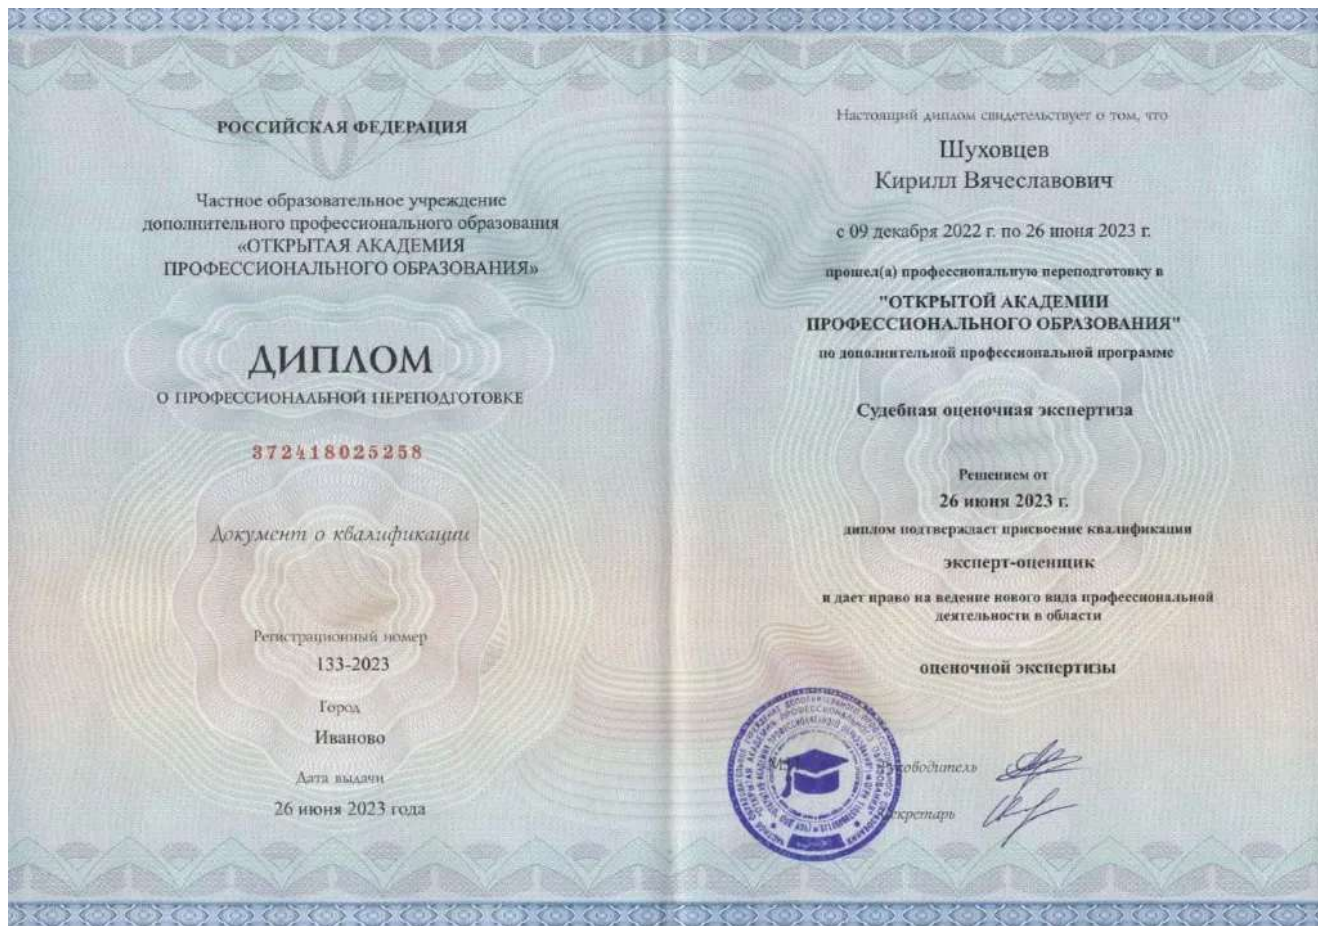 РОССИЙСКАЯ ФЕДЕРАЦИЯ
Частное образовательное учреждение
дополнительного профессионального образования
«ОТКРЫТАЯ АКАДЕМИЯ
ПРОФЕССИОНАЛЬНОГО ОБРАЗОВАНИЯ»
ДИПЛОМ
О ПРОФЕССИОНАЛЬНОЙ ПЕРЕПОДГОТОВКЕ
372418025258
Документ о квалификации
Регистрационный номер
133-2023
Город
Иваново
Дата выдачи
26 июня 2023 года
Настоящий диплом свидетельствует о том, что
Шуховцев
Кирилл Вячеславович
с 09 декабря 2022 г. по 26 июня 2023 г.
прошел(а) профессиональную переподготовку в
"ОТКРЫТОЙ АКАДЕМИИ
ПРОФЕССИОНАЛЬНОГО ОБРАЗОВАНИЯ"
по дополнительной профессиональной программе
Судебная оценочная экспертиза
Решением от
26 июня 2023 г.
диплом подтверждает присвоение квалификации
эксперт-оценщик
и дает право на ведение нового вида профессиональной
деятельности в области
оценочной экспертизы
Руководитель
Секретарь